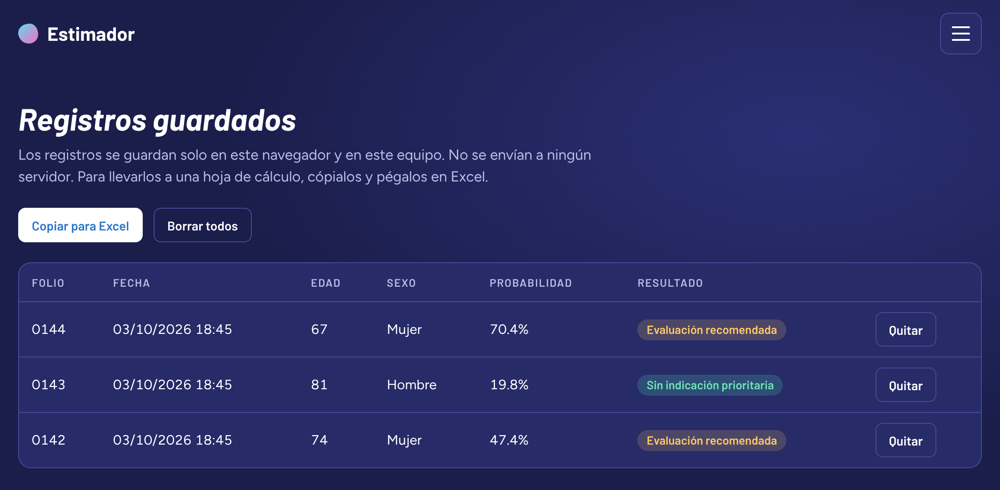 Estimador
Registros guardados
Los registros se guardan solo en este navegador y en este equipo. No se envían a ningún
servidor. Para llevarlos a una hoja de cálculo, cópialos y pégalos en Excel.
Copiar para Excel Borrar todos
FOLIO FECHA EDAD SEXO PROBABILIDAD RESULTADO
0144 03/10/2026 18:45 67 Mujer 70.4% Evaluación recomendada Quitar
0143 03/10/2026 18:45 81 Hombre 19.8% Sin indicación prioritaria Quitar
0142 03/10/2026 18:45 74 Mujer 47.4% Evaluación recomendada Quitar